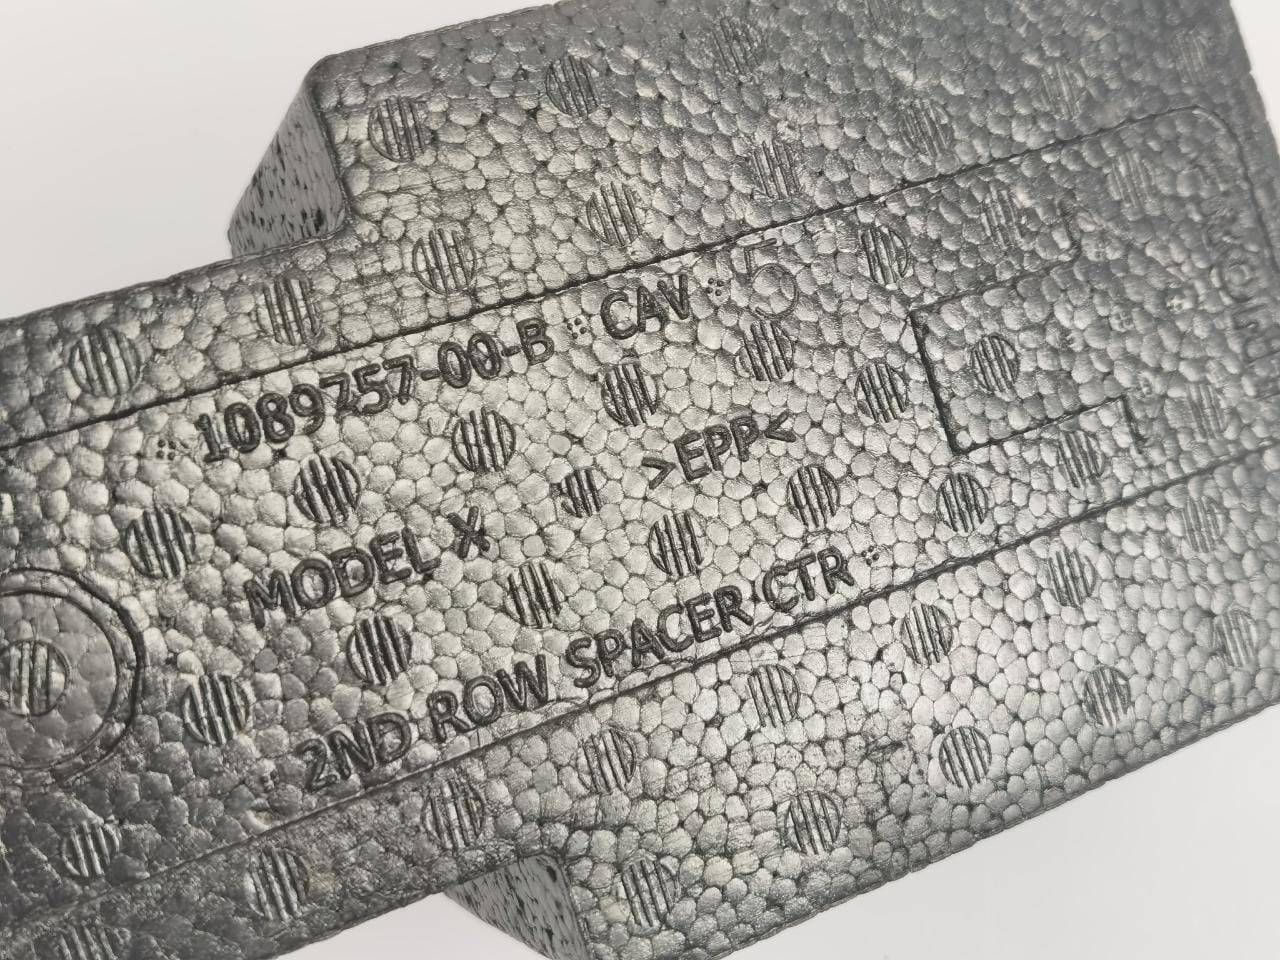 1089757-00-B CAV 5
>EPP<
MODEL X
2ND ROW SPACER CTR